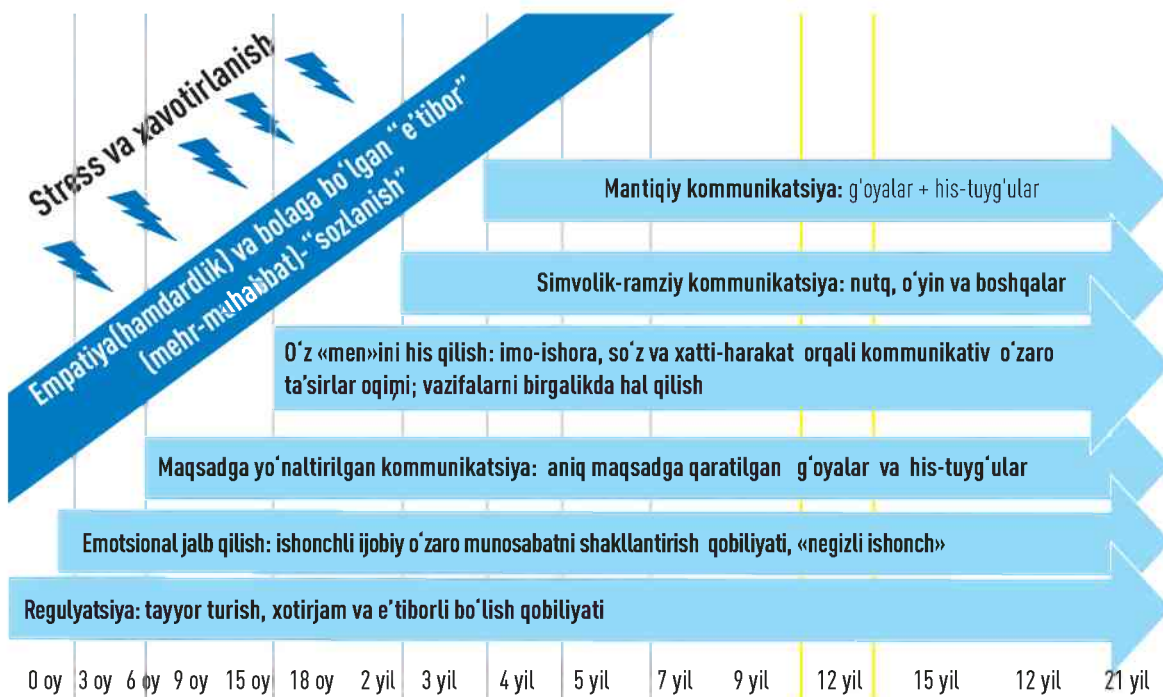 Stress va xavotirlanish
Empatiya(hamdardlik) va bolaga bo‘lgan “e’tibor”
(mehr-muhabbat)-“sozlanish”
Mantiqiy kommunikatsiya: g'oyalar + his-tuyg'ular
Simvolik-ramziy kommunikatsiya: nutq, o‘yin va boshqalar
O‘z «men»ini his qilish: imo-ishora, so‘z va xatti-harakat orqali kommunikativ o‘zaro
ta’sirlar oqimi; vazifalarni birgalikda hal qilish
Maqsadga yo‘naltirilgan kommunikatsiya: aniq maqsadga qaratilgan g‘oyalar va his-tuyg‘ular
Emotsional jalb qilish: ishonchli ijobiy o‘zaro munosabatni shakllantirish qobiliyati, «negizli ishonch»
Regulyatsiya: tayyor turish, xotirjam va e’tiborli bo‘lish qobiliyati
0 oy 3 oy 6 oy 9 oy 15 oy 18 oy 2 yil 3 yil 4 yil 5 yil 7 yil 9 yil 12 yil 15 yil 12 yil 21 yil